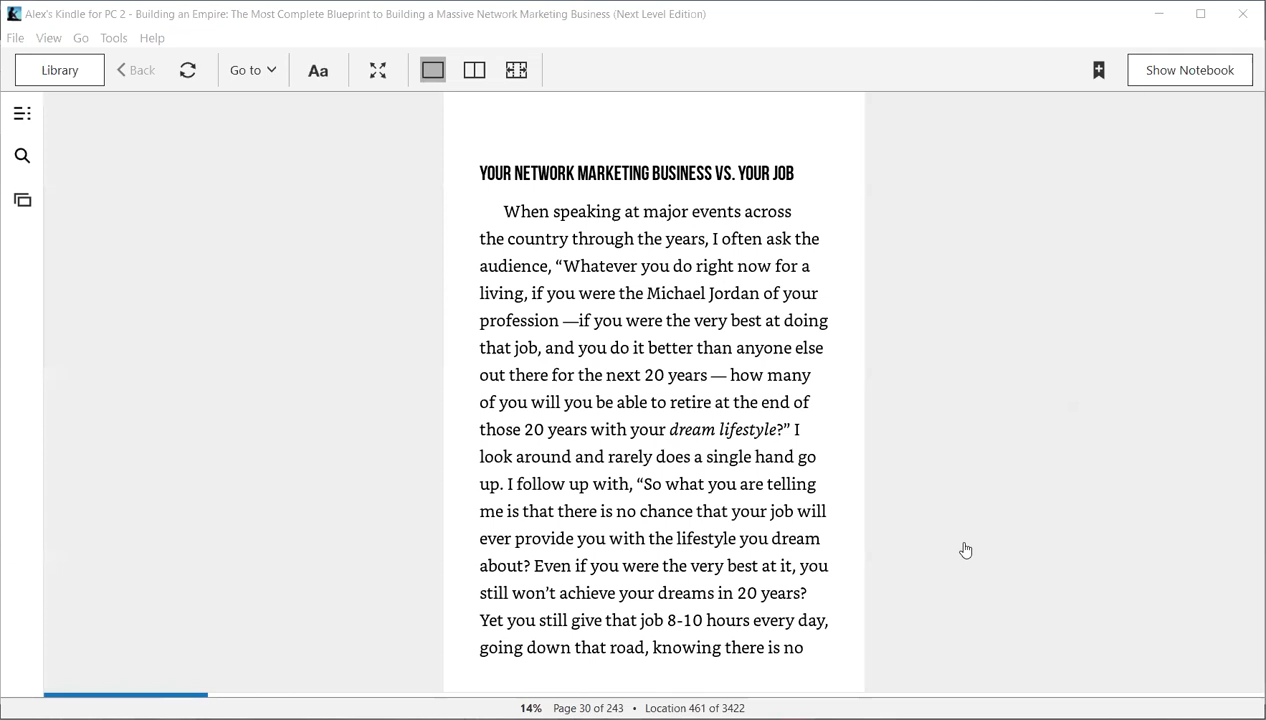 Alex's Kindle for PC 2 - Building an Empire: The Most Complete Blueprint to Building a Massive Network Marketing Business (Next Level Edition)
File View Go Tools Help
Library Back Go to Aa Show Notebook
YOUR NETWORK MARKETING BUSINESS VS. YOUR JOB
When speaking at major events across
the country through the years, I often ask the
audience, “Whatever you do right now for a
living, if you were the Michael Jordan of your
profession —if you were the very best at doing
that job, and you do it better than anyone else
out there for the next 20 years — how many
of you will you be able to retire at the end of
those 20 years with your dream lifestyle?” I
look around and rarely does a single hand go
up. I follow up with, “So what you are telling
me is that there is no chance that your job will
ever provide you with the lifestyle you dream
about? Even if you were the very best at it, you
still won’t achieve your dreams in 20 years?
Yet you still give that job 8-10 hours every day,
going down that road, knowing there is no
14% Page 30 of 243 • Location 461 of 3422